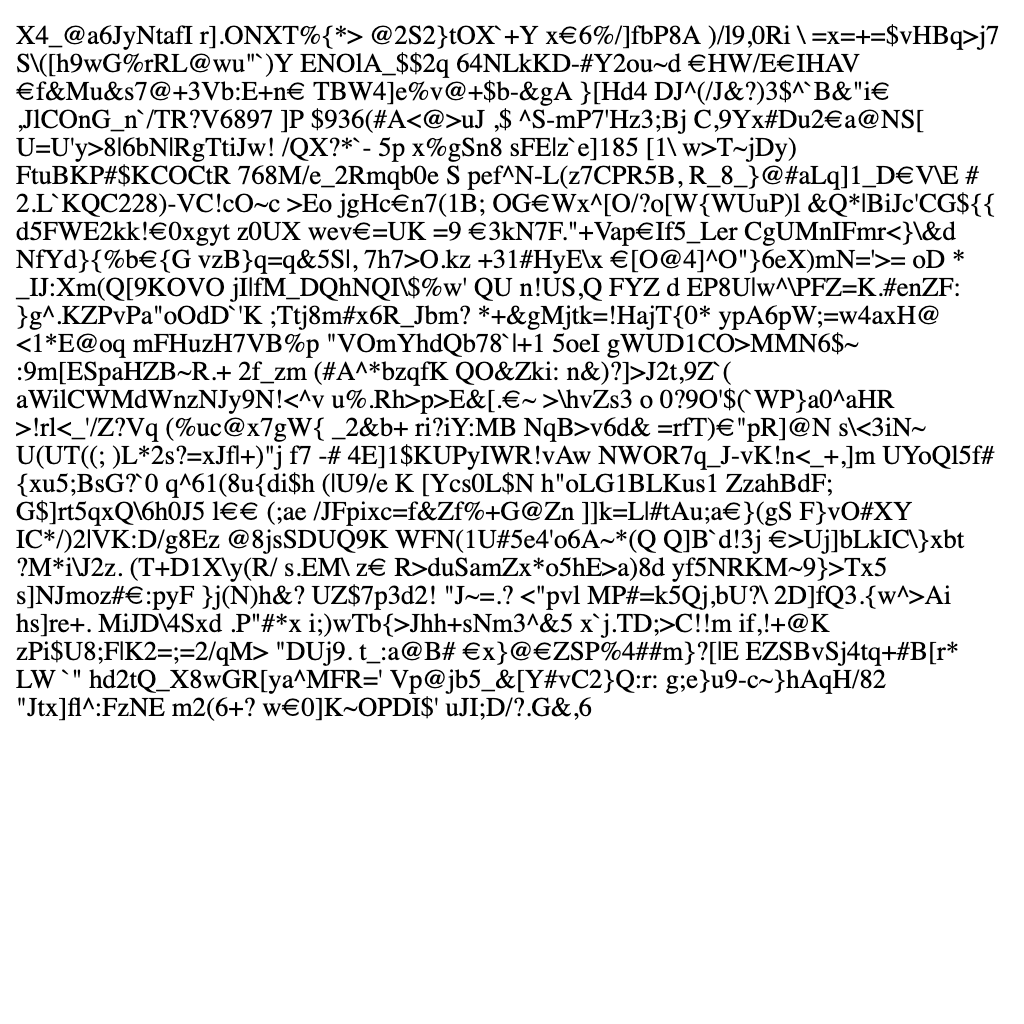 X4_@a6JyNtafI r].ONXT%{*> @2S2}tOX`+Y x€6%/]fbP8A )/l9,0Ri \ =x=+=$vHBq>j7
S\([h9wG%rRL@wu"`)Y ENOlA_$$2q 64NLkKD-#Y2ou~d €HW/E€IHAV
€f&Mu&s7@+3Vb:E+n€ TBW4]e%v@+$b-&gA }[Hd4 DJ^(/J&?)3$^`B&"i€
,JlCOnG_n`/TR?V6897 ]P $936(#A<@>uJ ,$ ^S-mP7'Hz3;Bj C,9Yx#Du2€a@NS[
U=U'y>8|6bN|RgTtiJw! /QX?*`- 5p x%gSn8 sFE|z`e]185 [1\ w>T~jDy)
FtuBKP#$KCOCtR 768M/e_2Rmqb0e S pef^N-L(z7CPR5B, R_8_}@#aLq]1_D€V\E #
2.L`KQC228)-VC!cO~c >Eo jgHc€n7(1B; OG€Wx^[O/?o[W{WUuP)l &Q*|BiJc'CG${{
d5FWE2kk!€0xgyt z0UX wev€=UK =9 €3kN7F."+Vap€If5_Ler CgUMnIFmr<}\&d
NfYd}{%b€{G vzB}q=q&5S|, 7h7>O.kz +31#HyE\x €[O@4]^O"}6eX)mN='>= oD *
_IJ:Xm(Q[9KOVO jI|fM_DQhNQI\$%w' QU n!US,Q FYZ d EP8U|w^\PFZ=K.#enZF:
}g^.KZPvPa"oOdD`'K ;Ttj8m#x6R_Jbm? *+&gMjtk=!HajT{0* ypA6pW;=w4axH@
<1*E@oq mFHuzH7VB%p "VOmYhdQb78`|+1 5oeI gWUD1CO>MMN6$~
:9m[ESpaHZB~R.+ 2f_zm (#A^*bzqfK QO&Zki: n&)?]>J2t,9Z`(
aWilCWMdWnzNJy9N!<^v u%.Rh>p>E&[.€~ >\hvZs3 o 0?9O'$(`WP}a0^aHR
>!rl<_'/Z?Vq (%uc@x7gW{ _2&b+ ri?iY:MB NqB>v6d& =rfT)€"pR]@N s\<3iN~
U(UT((; )L*2s?=xJfl+)"j f7 -# 4E]1$KUPyIWR!vAw NWOR7q_J-vK!n<_+,]m UYoQl5f#
{xu5;BsG?`0 q^61(8u{di$h (|U9/e K [Ycs0L$N h"oLG1BLKus1 ZzahBdF;
G$]rt5qxQ\6h0J5 l€€ (;ae /JFpixc=f&Zf%+G@Zn ]]k=L|#tAu;a€}(gS F}vO#XY
IC*/)2|VK:D/g8Ez @8jsSDUQ9K WFN(1U#5e4'o6A~*(Q Q]B`d!3j €>Uj]bLkIC\}xbt
?M*i\J2z. (T+D1X\y(R/ s.EM\ z€ R>duSamZx*o5hE>a)8d yf5NRKM~9}>Tx5
s]NJmoz#€:pyF }j(N)h&? UZ$7p3d2! "J~=.? <"pvl MP#=k5Qj,bU?\ 2D]fQ3.{w^>Ai
hs]re+. MiJD\4Sxd .P"#*x i;)wTb{>Jhh+sNm3^&5 x`j.TD;>C!!m if,!+@K
zPi$U8;F|K2=;=2/qM> "DUj9. t_:a@B# €x}@€ZSP%4##m}?[|E EZSBvSj4tq+#B[r*
LW `" hd2tQ_X8wGR[ya^MFR=' Vp@jb5_&[Y#vC2}Q:r: g;e}u9-c~}hAqH/82
"Jtx]fl^:FzNE m2(6+? w€0]K~OPDI$' uJI;D/?.G&,6